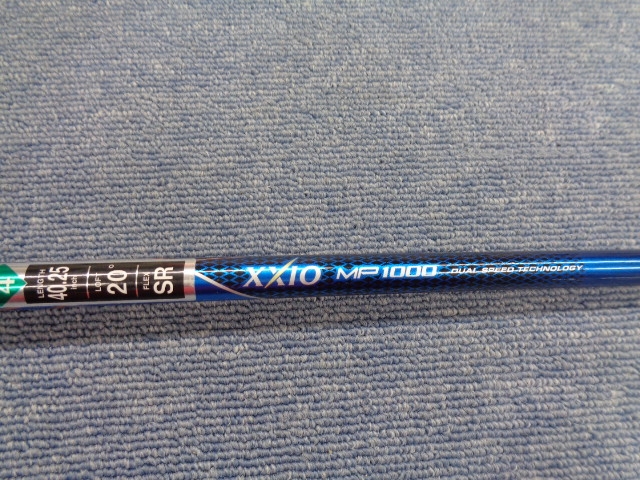 4
LENGTH
40.25
inch
LOFT
20°
FLEX
SR
XXIO MP1000 DUAL SPEED TECHNOLOGY